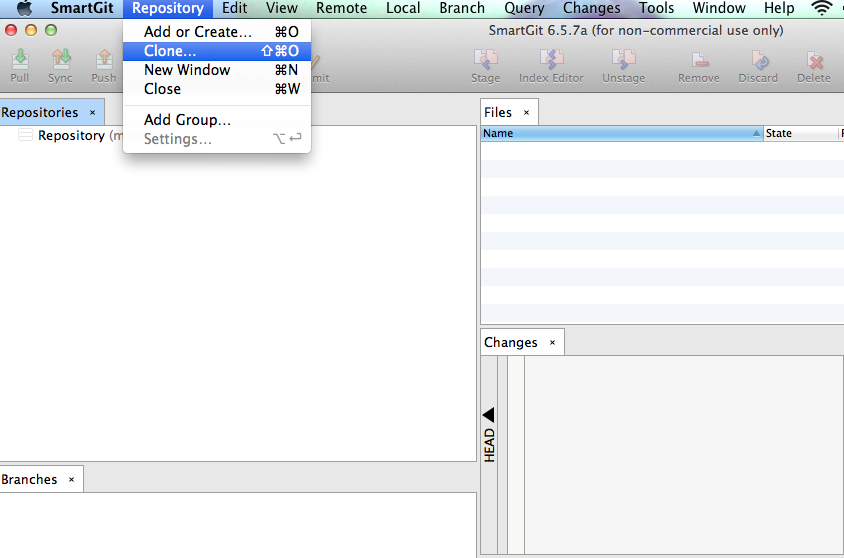 SmartGit Repository Edit View Remote Local Branch Query Changes Tools Window Help
SmartGit 6.5.7a (for non-commercial use only)
Add or Create... ⌘O
Clone... ⇧⌘O
New Window ⌘N
Close ⌘W
Add Group...
Settings... ⌥↩
Pull Sync Push mit Stage Index Editor Unstage Remove Discard Delete
Repositories ×
Repository (m
Files ×
Name State
Changes ×
HEAD
Branches ×